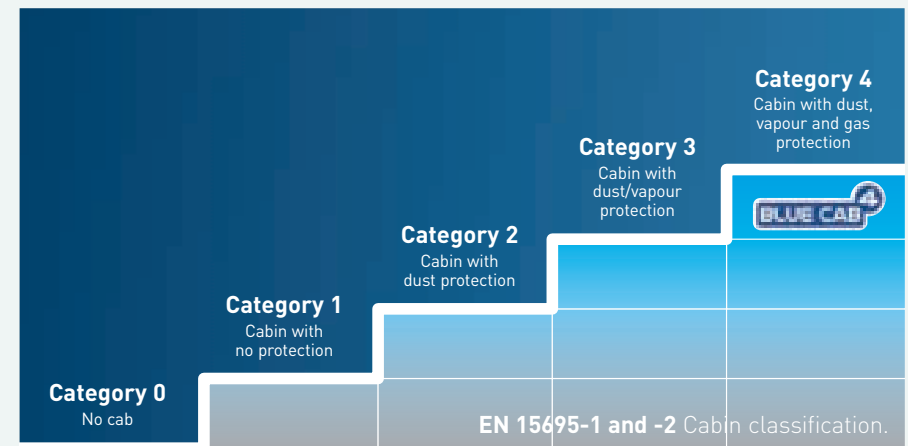 Category 4
Cabin with dust,
vapour and gas
protection
Category 3
Cabin with
dust/vapour
protection
BLUE CAB 4
Category 2
Cabin with
dust protection
Category 1
Cabin with
no protection
Category 0
No cab
EN 15695-1 and -2 Cabin classification.